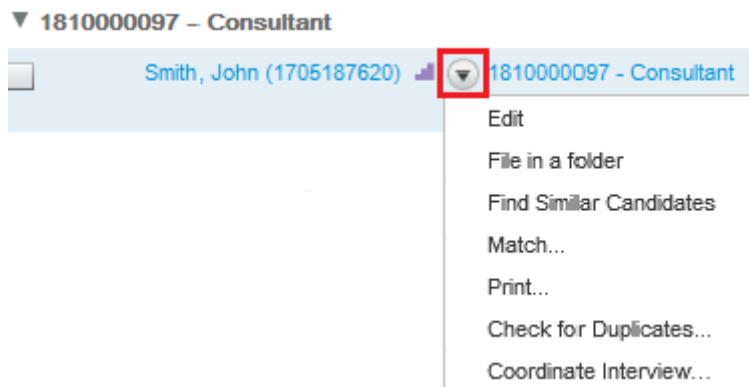 1810000097 – Consultant
Smith, John (1705187620) 1810000097 - Consultant
Edit
File in a folder
Find Similar Candidates
Match...
Print...
Check for Duplicates...
Coordinate Interview...